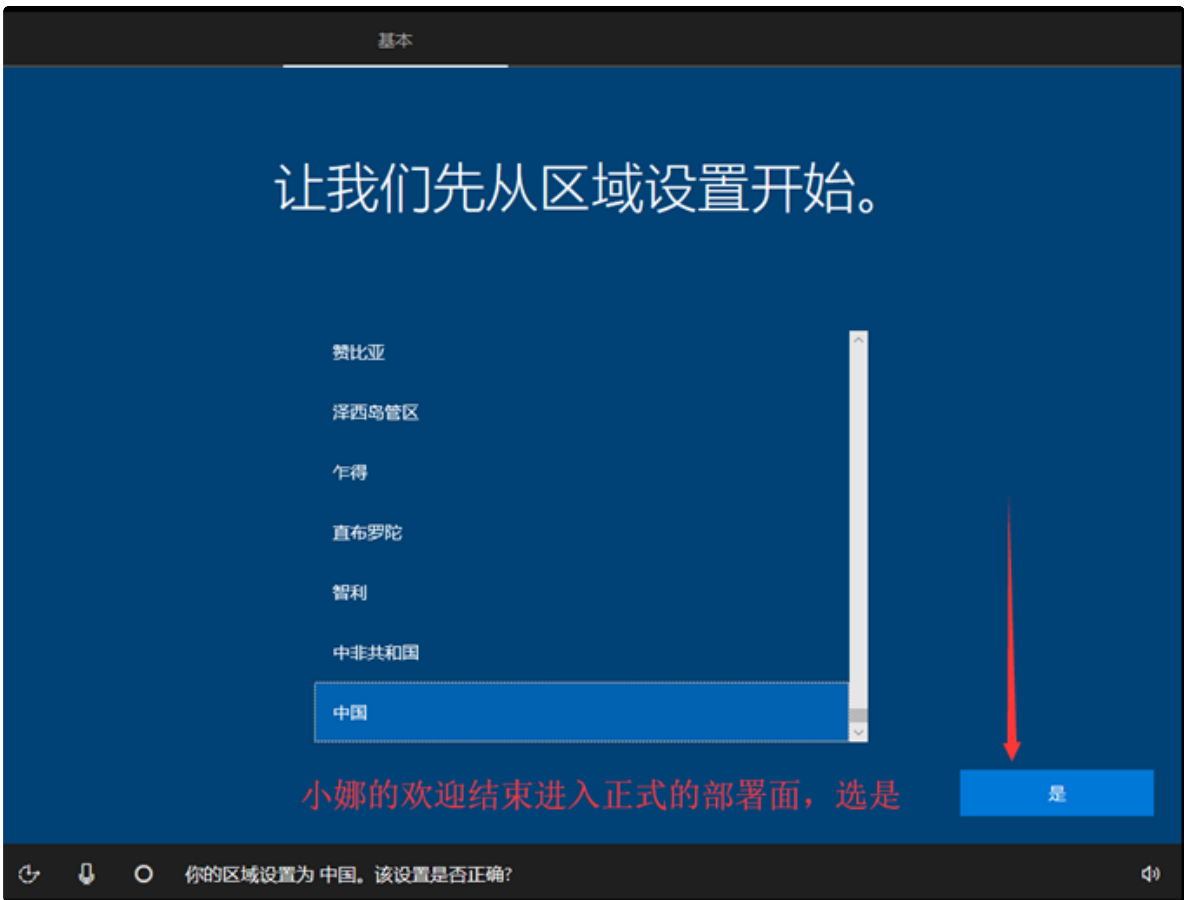 基本
让我们先从区域设置开始。
赞比亚
泽西岛管区
乍得
直布罗陀
智利
中非共和国
中国
小娜的欢迎结束进入正式的部署面，选是
是
你的区域设置为 中国。该设置是否正确?